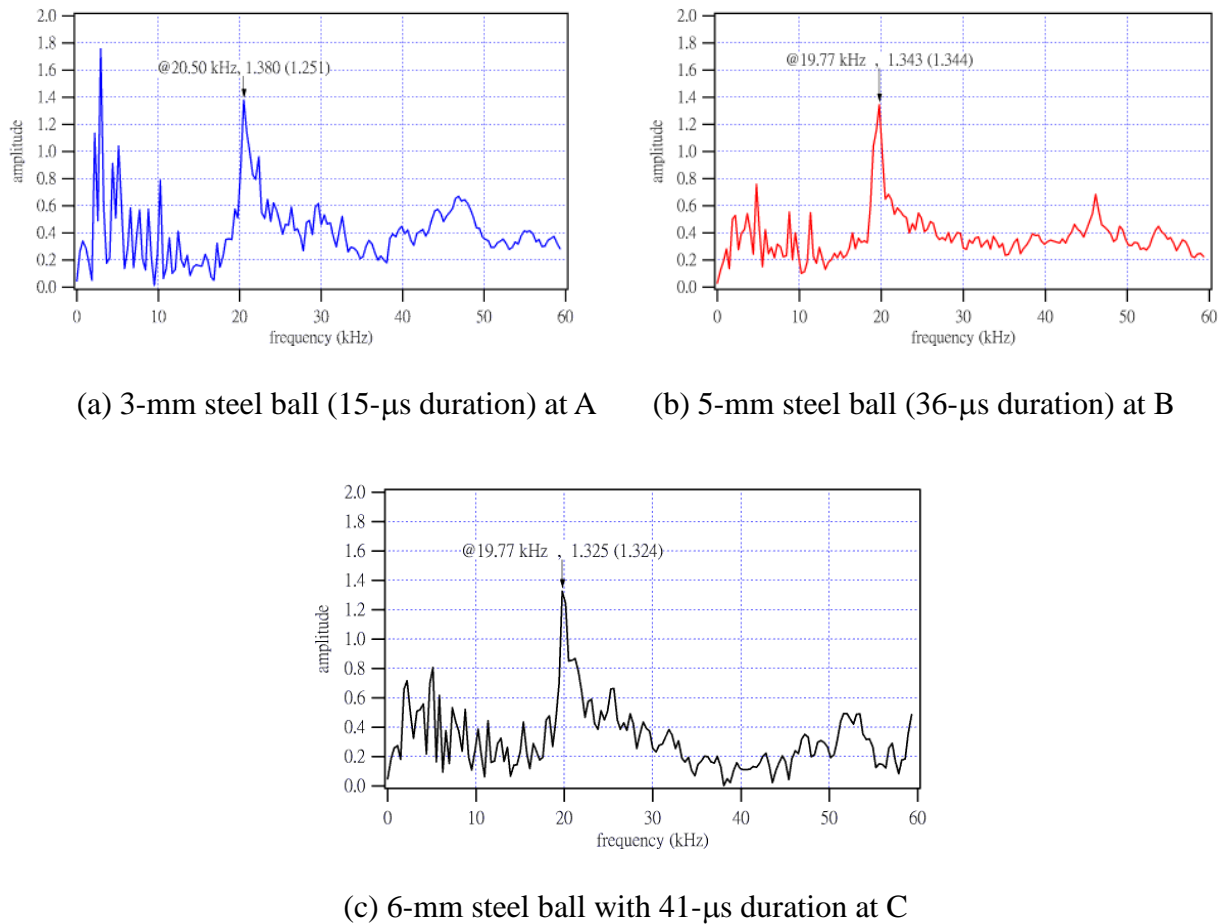 2.0
1.8
1.6
1.4
1.2
1.0
0.8
0.6
0.4
0.2
0.0
amplitude
@20.50 kHz, 1.380 (1.251)
0 10 20 30 40 50 60
frequency (kHz)
2.0
1.8
1.6
1.4
1.2
1.0
0.8
0.6
0.4
0.2
0.0
amplitude
@19.77 kHz , 1.343 (1.344)
0 10 20 30 40 50 60
frequency (kHz)
(a) 3-mm steel ball (15-μs duration) at A
(b) 5-mm steel ball (36-μs duration) at B
2.0
1.8
1.6
1.4
1.2
1.0
0.8
0.6
0.4
0.2
0.0
amplitude
@19.77 kHz , 1.325 (1.324)
0 10 20 30 40 50 60
frequency (kHz)
(c) 6-mm steel ball with 41-μs duration at C